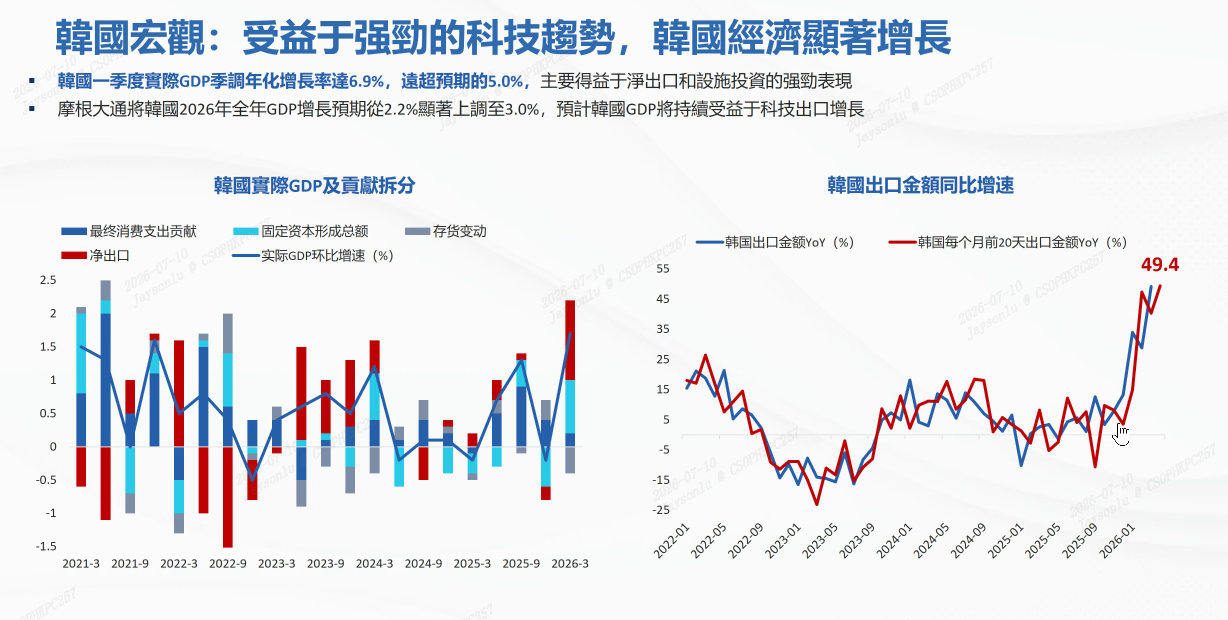 韓國宏觀：受益于强勁的科技趨勢，韓國經濟顯著增長
▪ 韓國一季度實際GDP季調年化增長率達6.9%，遠超預期的5.0%，主要得益于淨出口和設施投資的强勁表現
▪ 摩根大通將韓國2026年全年GDP增長預期從2.2%顯著上調至3.0%，預計韓國GDP將持續受益于科技出口增長
韓國實際GDP及貢獻拆分
最终消费支出贡献 固定资本形成总额 存货变动
净出口 实际GDP环比增速（%）
2.5
2
1.5
1
0.5
0
-0.5
-1
-1.5
2021-3 2021-9 2022-3 2022-9 2023-3 2023-9 2024-3 2024-9 2025-3 2025-9 2026-3
韓國出口金額同比增速
韩国出口金额YoY（%） 韩国每个月前20天出口金额YoY（%）
49.4
55
45
35
25
15
5
-5
-15
-25
2022-01 2022-05 2022-09 2023-01 2023-05 2023-09 2024-01 2024-05 2024-09 2025-01 2025-05 2025-09 2026-01
2026-07-10
Jaysonlu @ CSOPHKPC257